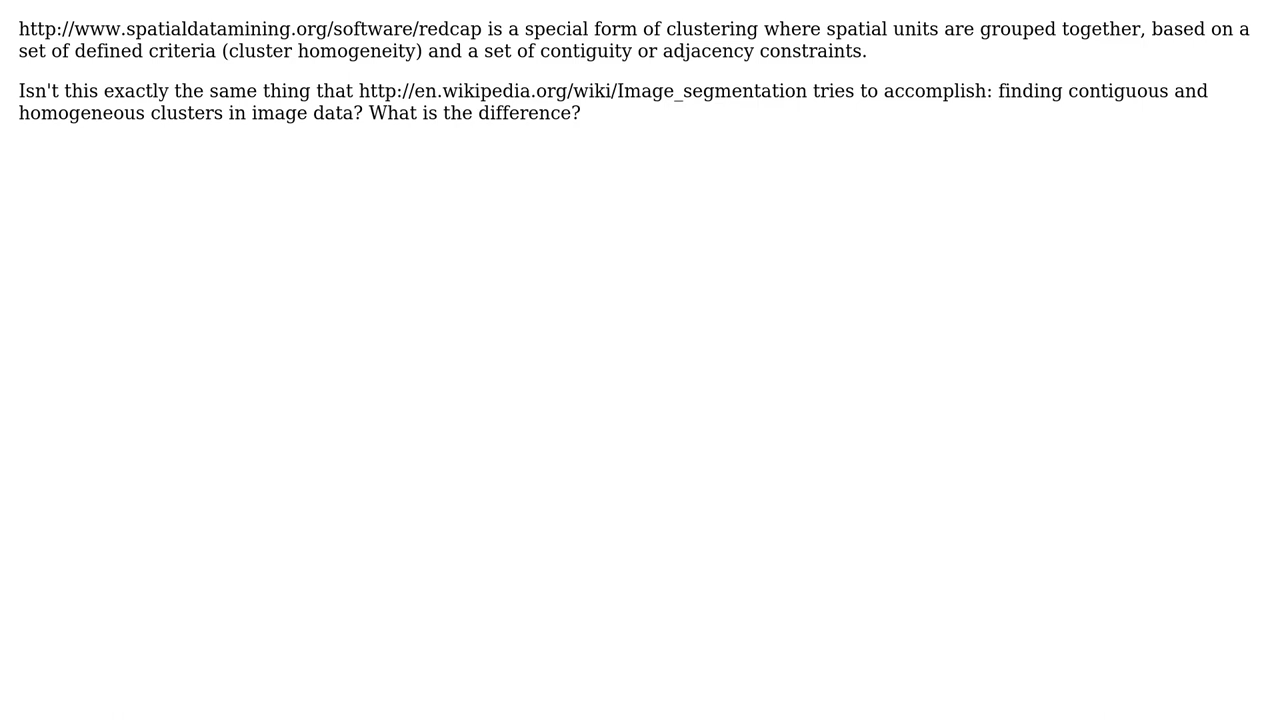 http://www.spatialdatamining.org/software/redcap is a special form of clustering where spatial units are grouped together, based on a
set of defined criteria (cluster homogeneity) and a set of contiguity or adjacency constraints.
Isn't this exactly the same thing that http://en.wikipedia.org/wiki/Image_segmentation tries to accomplish: finding contiguous and
homogeneous clusters in image data? What is the difference?